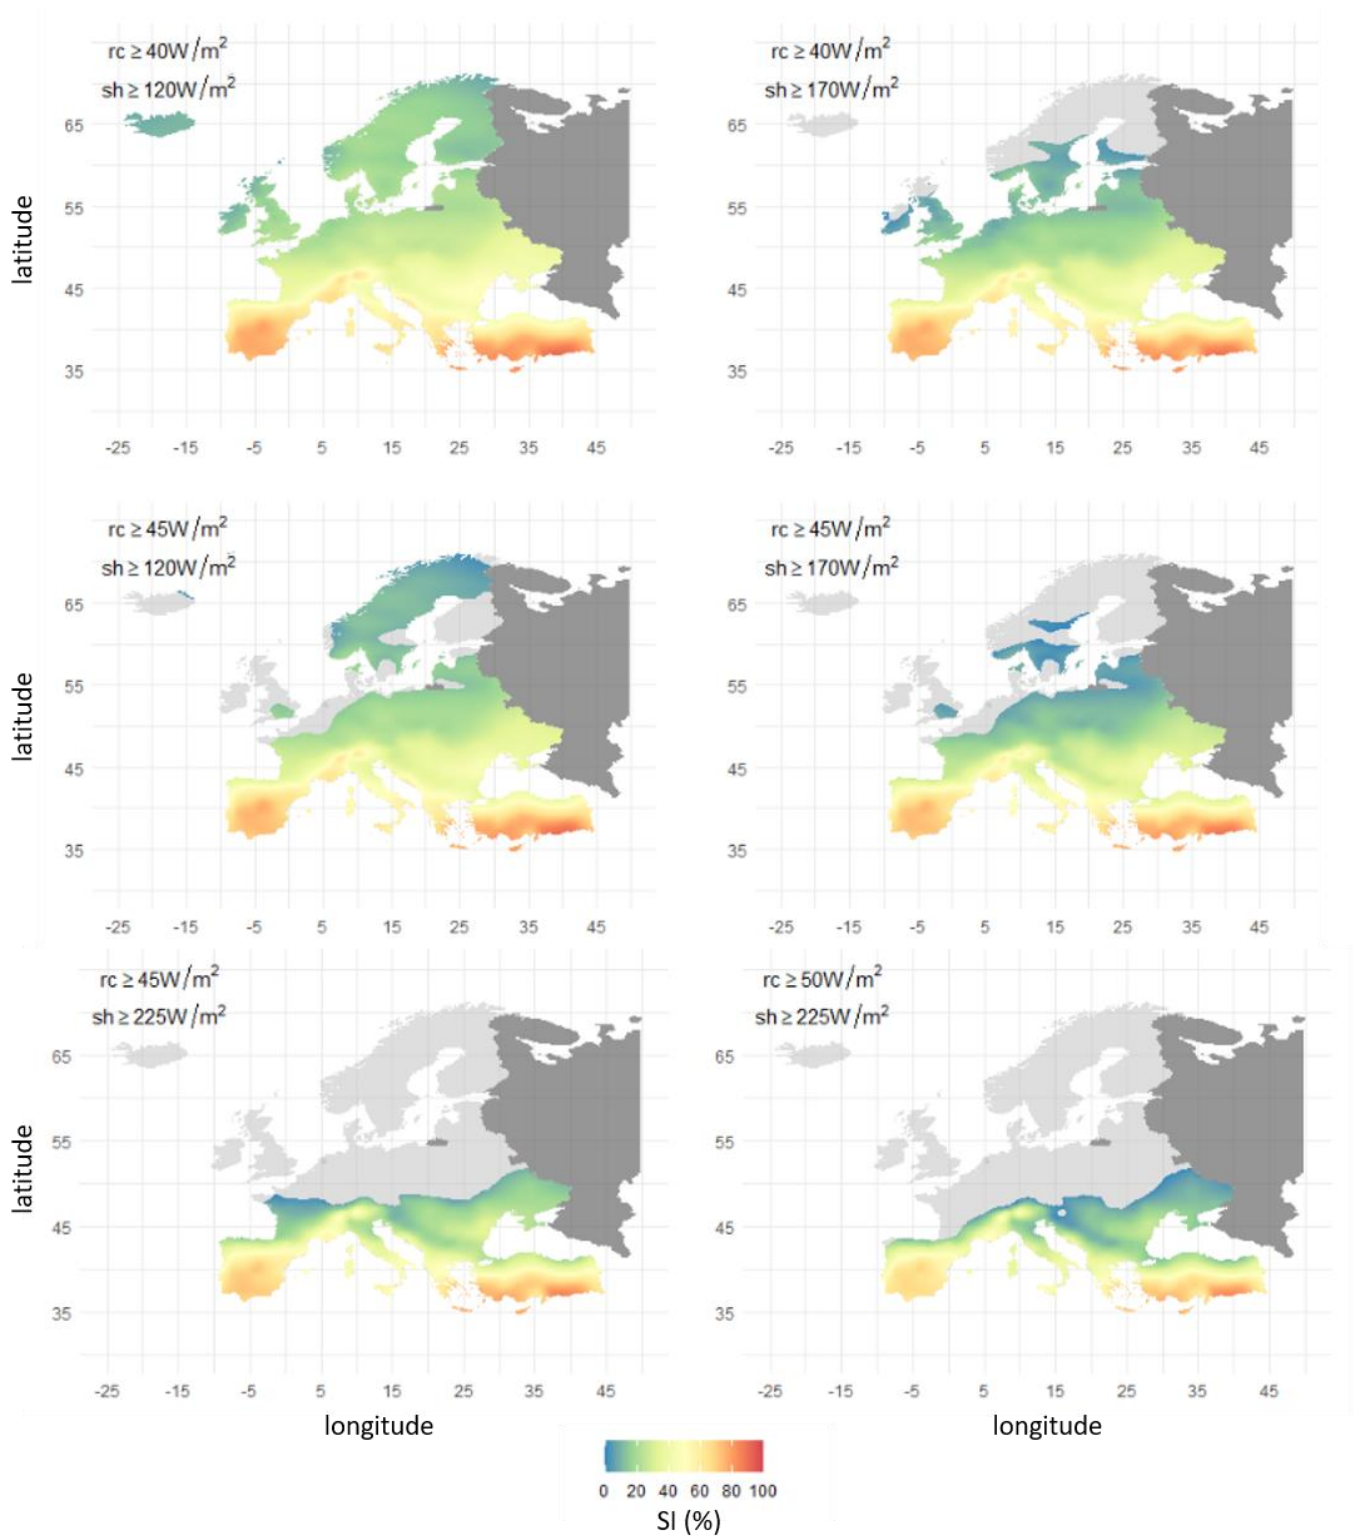 rc ≥ 40W/m²
sh ≥ 120W/m²
latitude
65
55
45
35
-25 -15 -5 5 15 25 35 45
rc ≥ 40W/m²
sh ≥ 170W/m²
65
55
45
35
-25 -15 -5 5 15 25 35 45
rc ≥ 45W/m²
sh ≥ 120W/m²
latitude
65
55
45
35
-25 -15 -5 5 15 25 35 45
rc ≥ 45W/m²
sh ≥ 170W/m²
65
55
45
35
-25 -15 -5 5 15 25 35 45
rc ≥ 45W/m²
sh ≥ 225W/m²
latitude
65
55
45
35
-25 -15 -5 5 15 25 35 45
longitude
rc ≥ 50W/m²
sh ≥ 225W/m²
65
55
45
35
-25 -15 -5 5 15 25 35 45
longitude
0 20 40 60 80 100
SI (%)